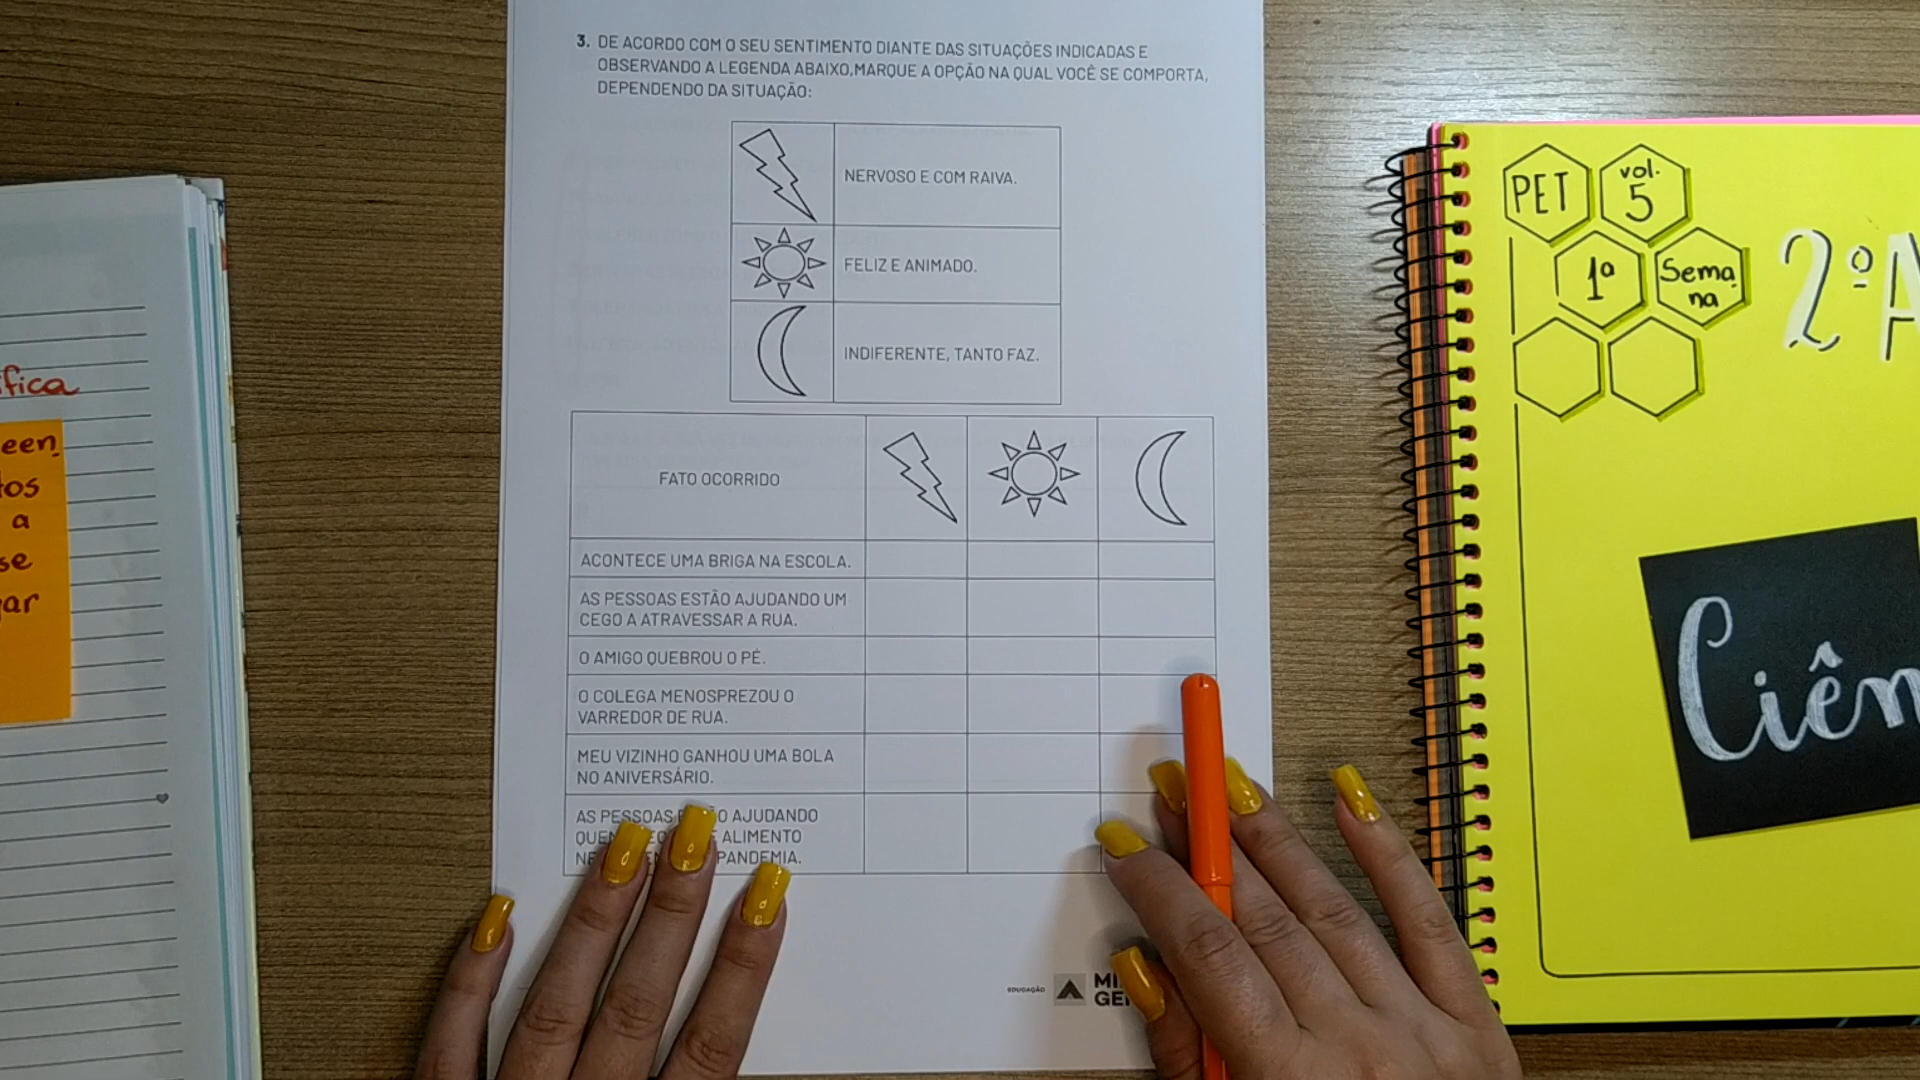 3. DE ACORDO COM O SEU SENTIMENTO DIANTE DAS SITUAÇÕES INDICADAS E
OBSERVANDO A LEGENDA ABAIXO,MARQUE A OPÇÃO NA QUAL VOCÊ SE COMPORTA,
DEPENDENDO DA SITUAÇÃO:
NERVOSO E COM RAIVA.
FELIZ E ANIMADO.
INDIFERENTE, TANTO FAZ.
FATO OCORRIDO
ACONTECE UMA BRIGA NA ESCOLA.
AS PESSOAS ESTÃO AJUDANDO UM
CEGO A ATRAVESSAR A RUA.
O AMIGO QUEBROU O PÉ.
O COLEGA MENOSPREZOU O
VARREDOR DE RUA.
MEU VIZINHO GANHOU UMA BOLA
NO ANIVERSÁRIO.
AS PESSOAS AJUDANDO
ALIMENTO
PANDEMIA.
EDUCAÇÃO
PET
vol.
5
1ª
Sema
na
2º A
Ciên
fica
een
tos
a
se
gar